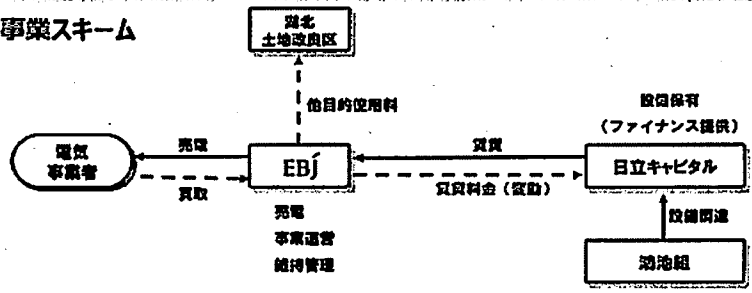 事業スキーム
湖北
土地改良区
他目的使用料
設備保有
(ファイナンス提供)
電気
事業者
売電
買取
EBJ
賃貸
賃貸料金(変動)
日立キャピタル
売電
事業運営
維持管理
設備関連
鴻池組